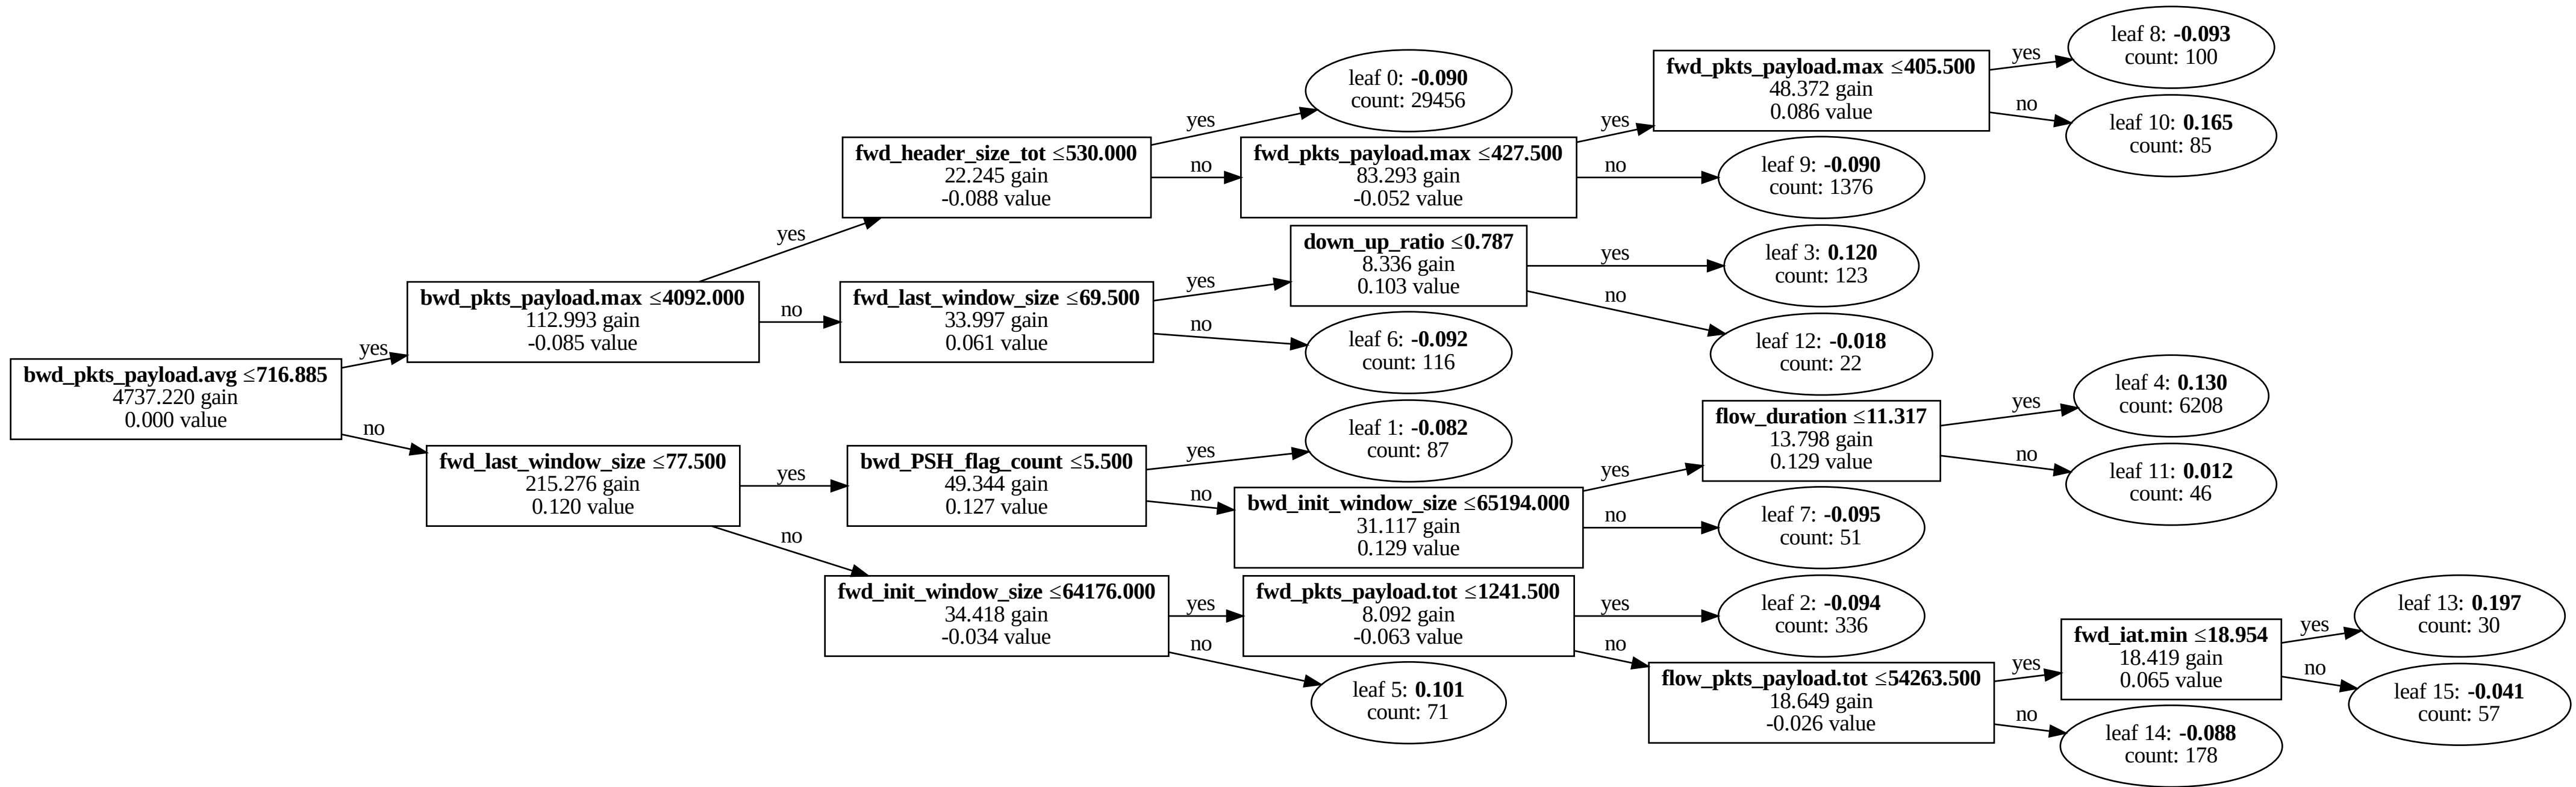 bwd_pkts_payload.avg ≤716.885
4737.220 gain
0.000 value
yes
no
bwd_pkts_payload.max ≤4092.000
112.993 gain
-0.085 value
yes
no
fwd_header_size_tot ≤530.000
22.245 gain
-0.088 value
yes
no
leaf 0: -0.090
count: 29456
fwd_pkts_payload.max ≤427.500
83.293 gain
-0.052 value
yes
no
fwd_pkts_payload.max ≤405.500
48.372 gain
0.086 value
yes
no
leaf 8: -0.093
count: 100
leaf 10: 0.165
count: 85
leaf 9: -0.090
count: 1376
fwd_last_window_size ≤69.500
33.997 gain
0.061 value
yes
no
down_up_ratio ≤0.787
8.336 gain
0.103 value
yes
no
leaf 3: 0.120
count: 123
leaf 12: -0.018
count: 22
leaf 6: -0.092
count: 116
fwd_last_window_size ≤77.500
215.276 gain
0.120 value
yes
no
bwd_PSH_flag_count ≤5.500
49.344 gain
0.127 value
yes
no
leaf 1: -0.082
count: 87
bwd_init_window_size ≤65194.000
31.117 gain
0.129 value
yes
no
flow_duration ≤11.317
13.798 gain
0.129 value
yes
no
leaf 4: 0.130
count: 6208
leaf 11: 0.012
count: 46
leaf 7: -0.095
count: 51
fwd_init_window_size ≤64176.000
34.418 gain
-0.034 value
yes
no
fwd_pkts_payload.tot ≤1241.500
8.092 gain
-0.063 value
yes
no
leaf 2: -0.094
count: 336
flow_pkts_payload.tot ≤54263.500
18.649 gain
-0.026 value
yes
no
fwd_iat.min ≤18.954
18.419 gain
0.065 value
yes
no
leaf 13: 0.197
count: 30
leaf 15: -0.041
count: 57
leaf 14: -0.088
count: 178
leaf 5: 0.101
count: 71